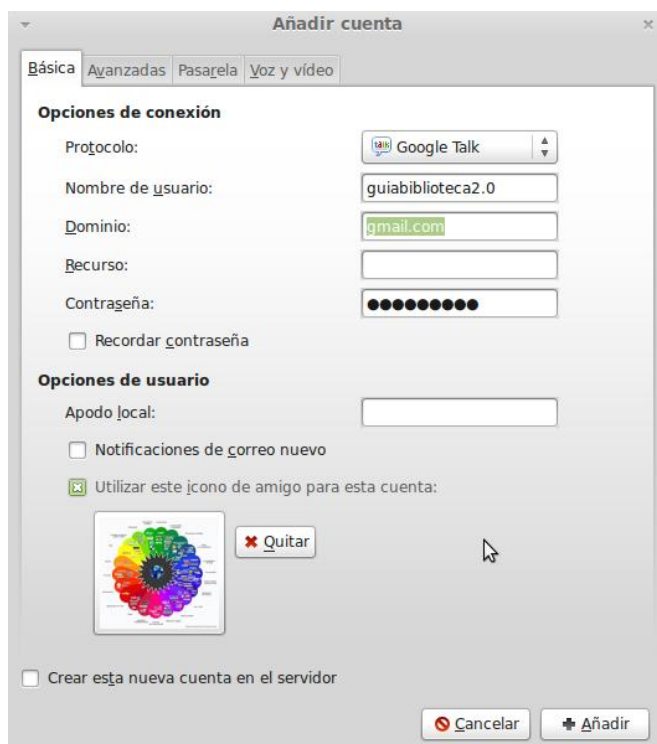 Añadir cuenta
Básica Avanzadas Pasarela Voz y vídeo
Opciones de conexión
Protocolo: talk Google Talk
Nombre de usuario: guiabiblioteca2.0
Dominio: gmail.com
Recurso:
Contraseña: ●●●●●●●●●
Recordar contraseña
Opciones de usuario
Apodo local:
Notificaciones de correo nuevo
Utilizar este icono de amigo para esta cuenta:
Quitar
Crear esta nueva cuenta en el servidor
Cancelar Añadir